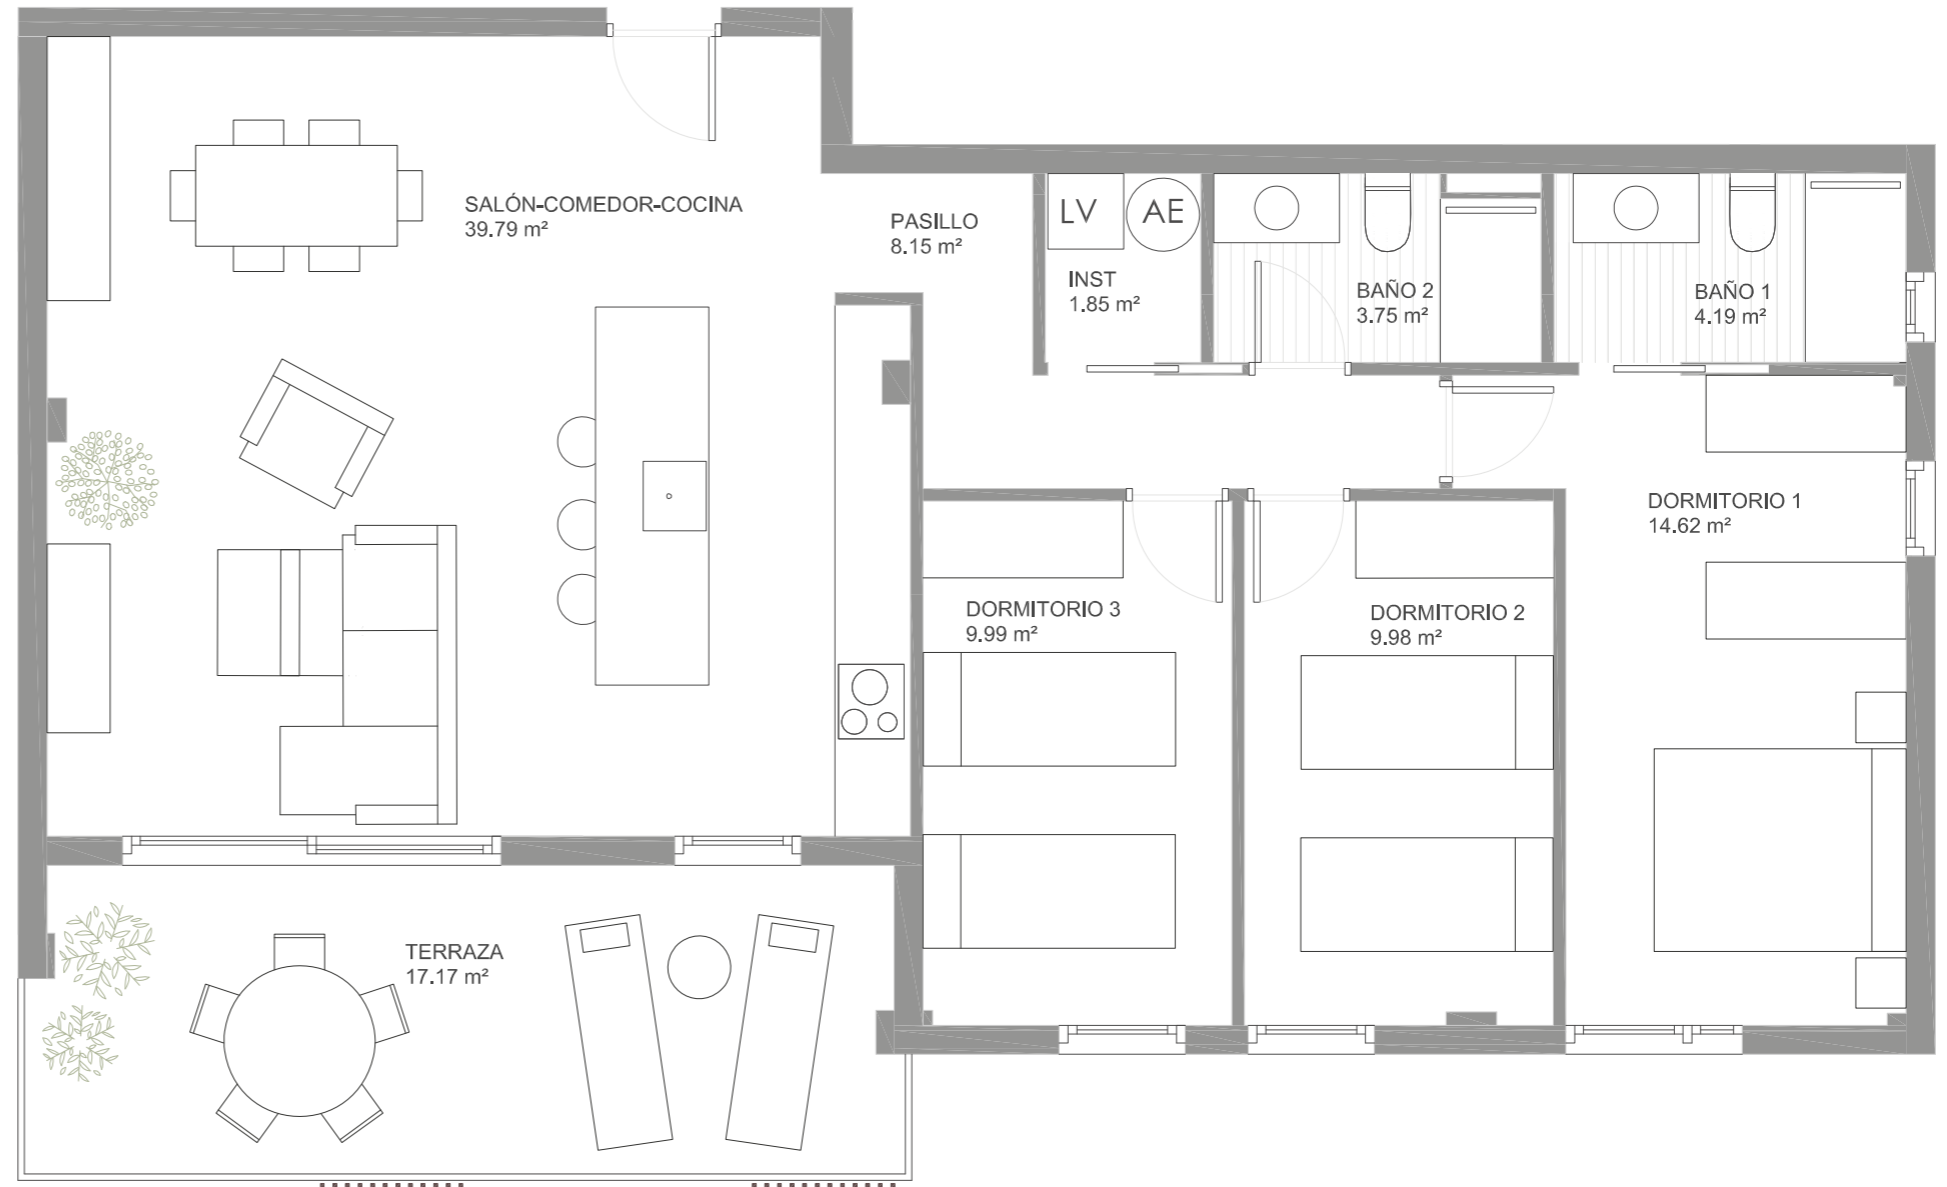 SALÓN-COMEDOR-COCINA
39.79 m²
PASILLO
8.15 m²
LV
AE
INST
1.85 m²
BAÑO 2
3.75 m²
BAÑO 1
4.19 m²
DORMITORIO 1
14.62 m²
DORMITORIO 3
9.99 m²
DORMITORIO 2
9.98 m²
TERRAZA
17.17 m²